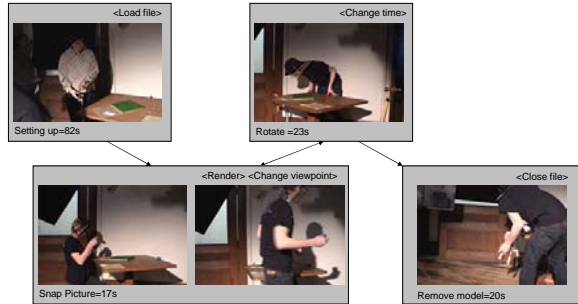 <Load file>
Setting up=82s
<Change time>
Rotate =23s
<Render> <Change viewpoint>
Snap Picture=17s
<Close file>
Remove model=20s